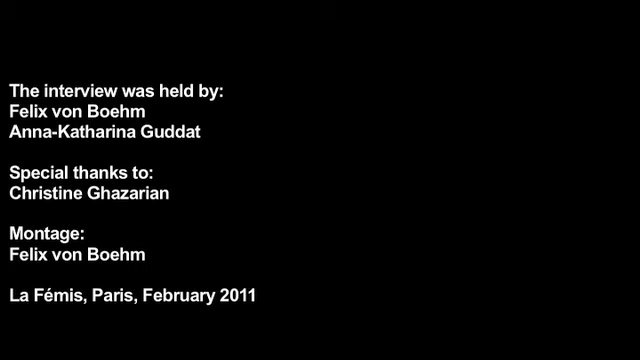 The interview was held by:
Felix von Boehm
Anna-Katharina Guddat
Special thanks to:
Christine Ghazarian
Montage:
Felix von Boehm
La Fémis, Paris, February 2011